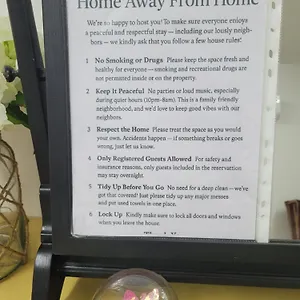 Home Away From Home
We're so happy to host you! To make sure everyone enjoys
a peaceful and respectful stay — including our lously neigh-
bors — we kindly ask that you follow a few house rules!
1 No Smoking or Drugs Please keep the space fresh and
healthy for everyone—smoking and recreational drugs are
not permitted inside or on the property.
2 Keep It Peaceful No parties or loud music, especially
during quiet hours (10pm–8am). This is a family friendly
neighborhood, and we'd love to keep good vibes with our
neighbors.
3 Respect the Home Please treat the space as you would
your own. Accidents happen — if something breaks or goes
wrong, just let us know.
4 Only Registered Guests Allowed For safety and
insurance reasons, only guests included in the reservation
may stay overnight.
5 Tidy Up Before You Go No need for a deep clean—we've
got that covered! Just please tidy up any major messes
and put used towels in one place.
6 Lock Up Kindly make sure to lock all doors and windows
when you leave the house.